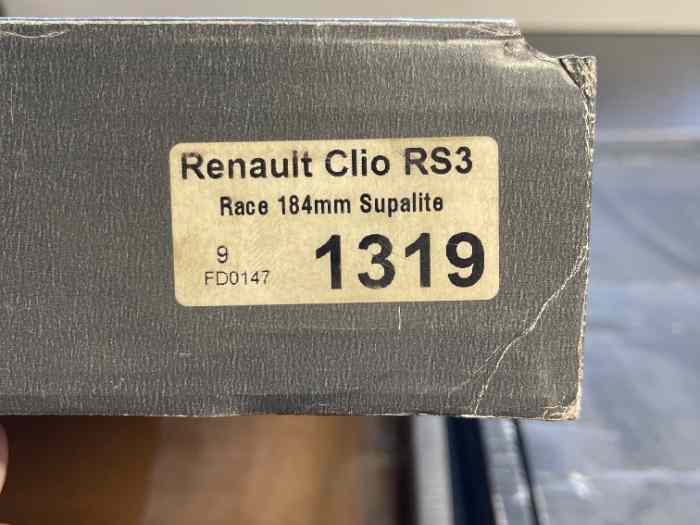 Renault Clio RS3
Race 184mm Supalite
9
FD0147
1319